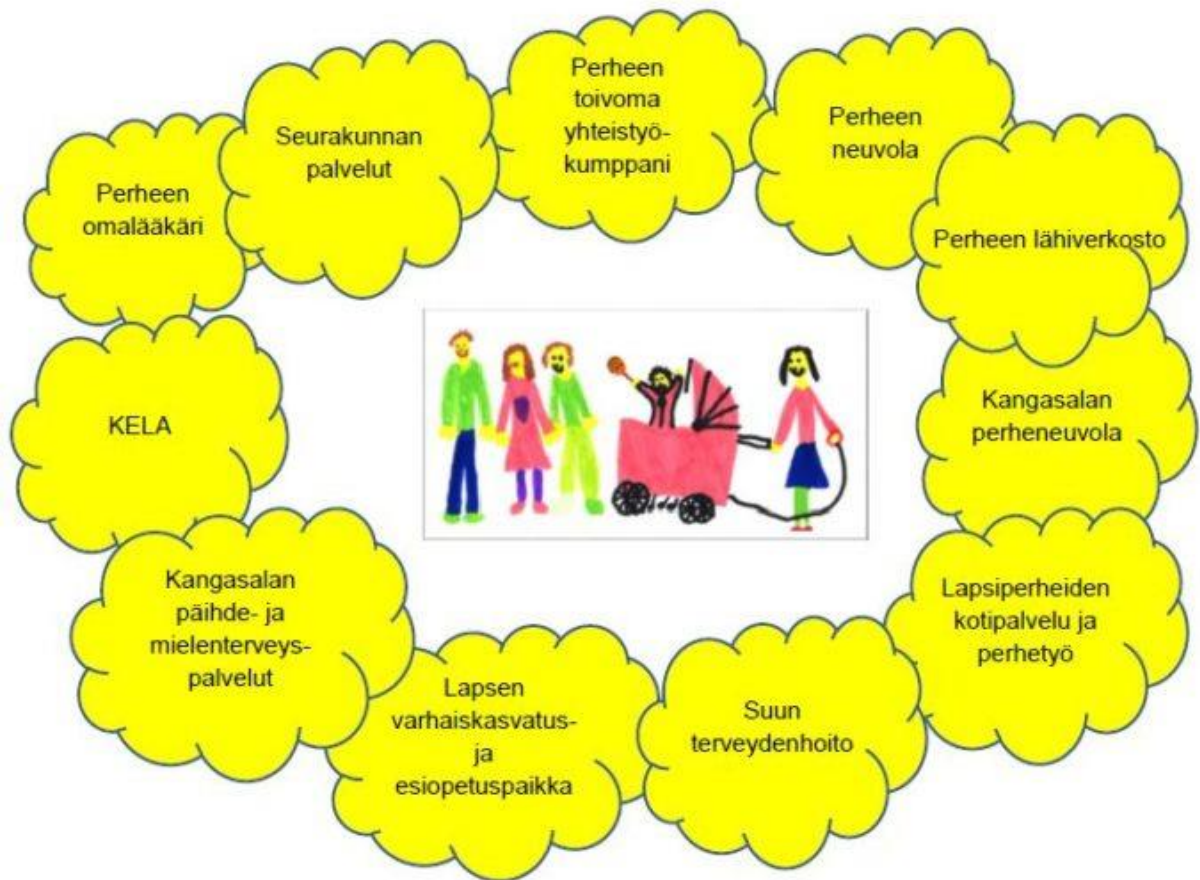 Perheen
toivoma
yhteistyö-
kumppani
Perheen
neuvola
Seurakunnan
palvelut
Perheen
omalääkäri
Perheen lähiverkosto
KELA
Kangasalan
perheneuvola
Kangasalan
päihde- ja
mielenterveys-
palvelut
Lapsiperheiden
kotipalvelu ja
perhetyö
Lapsen
varhaiskasvatus-
ja
esiopetuspaikka
Suun
terveydenhoito